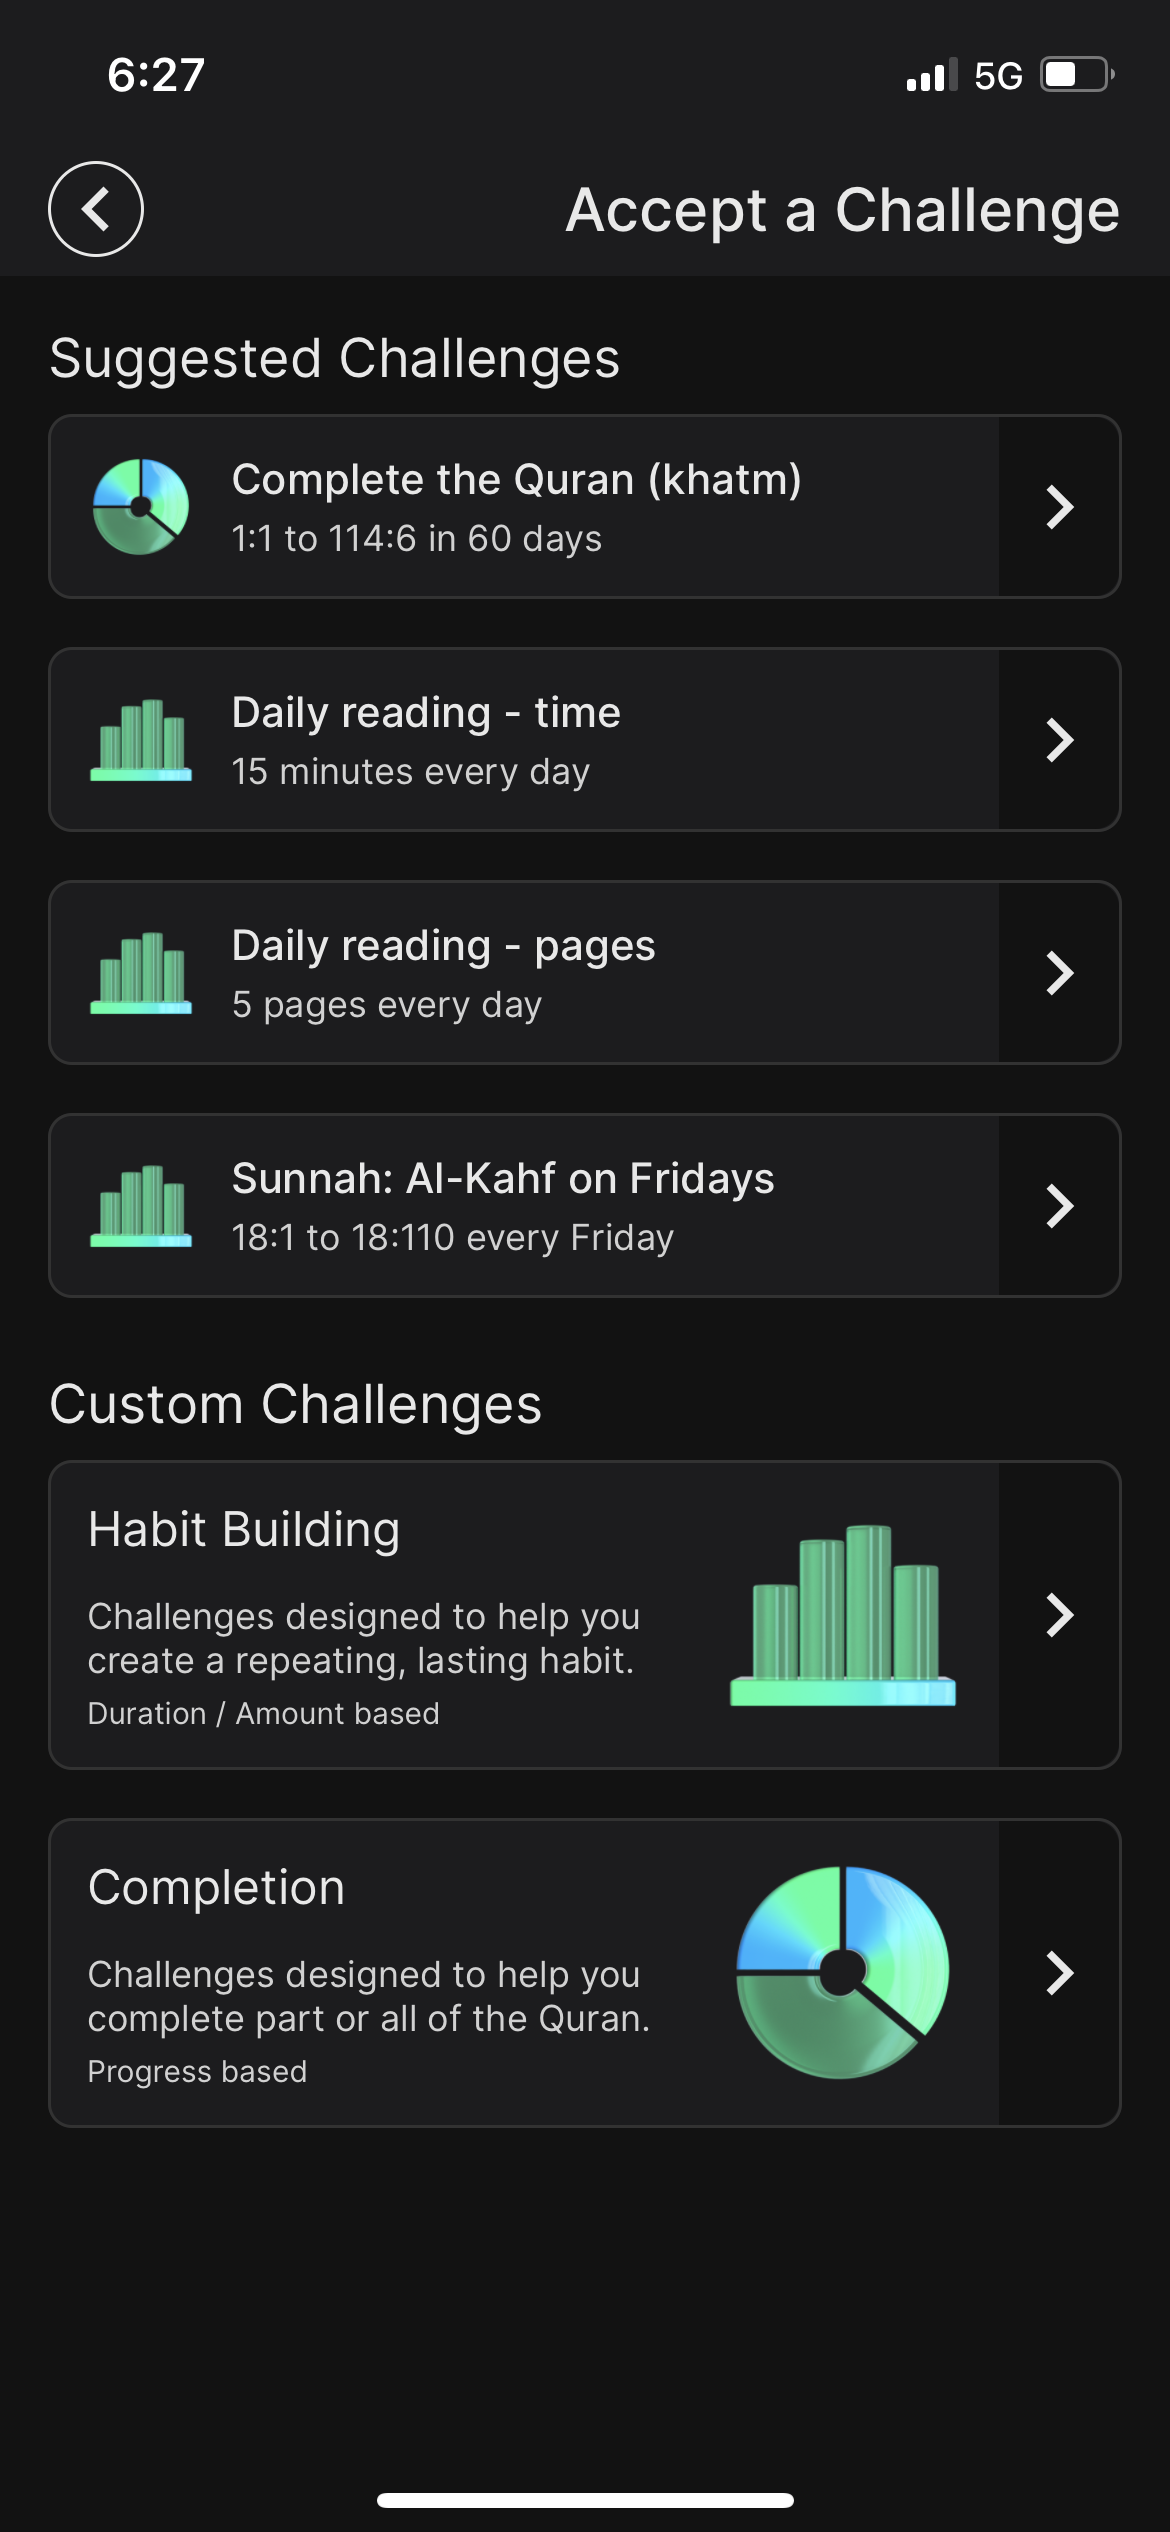 6:27
5G
Accept a Challenge
Suggested Challenges
Complete the Quran (khatm)
1:1 to 114:6 in 60 days
Daily reading - time
15 minutes every day
Daily reading - pages
5 pages every day
Sunnah: Al-Kahf on Fridays
18:1 to 18:110 every Friday
Custom Challenges
Habit Building
Challenges designed to help you
create a repeating, lasting habit.
Duration / Amount based
Completion
Challenges designed to help you
complete part or all of the Quran.
Progress based